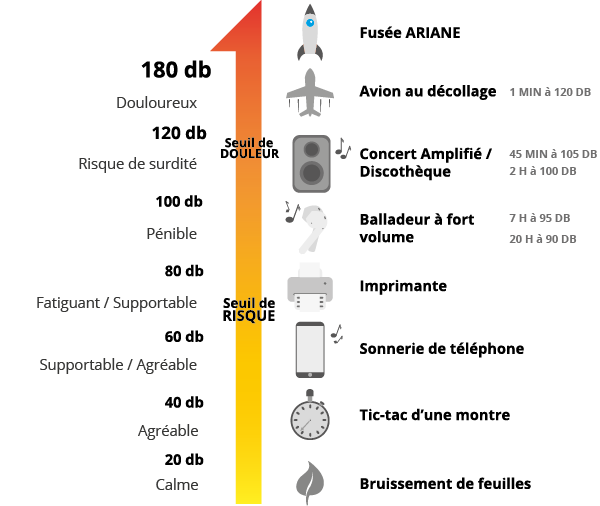 Fusée ARIANE
180 db
Avion au décollage 1 MIN à 120 DB
Douloureux
120 db
Seuil de
DOULEUR
Concert Amplifié / 45 MIN à 105 DB
Risque de surdité
Discothèque 2 H à 100 DB
100 db
Balladeur à fort 7 H à 95 DB
Pénible
volume 20 H à 90 DB
80 db
Imprimante
Fatiguant / Supportable
Seuil de
RISQUE
60 db
Sonnerie de téléphone
Supportable / Agréable
40 db
Tic-tac d’une montre
Agréable
20 db
Calme
Bruissement de feuilles